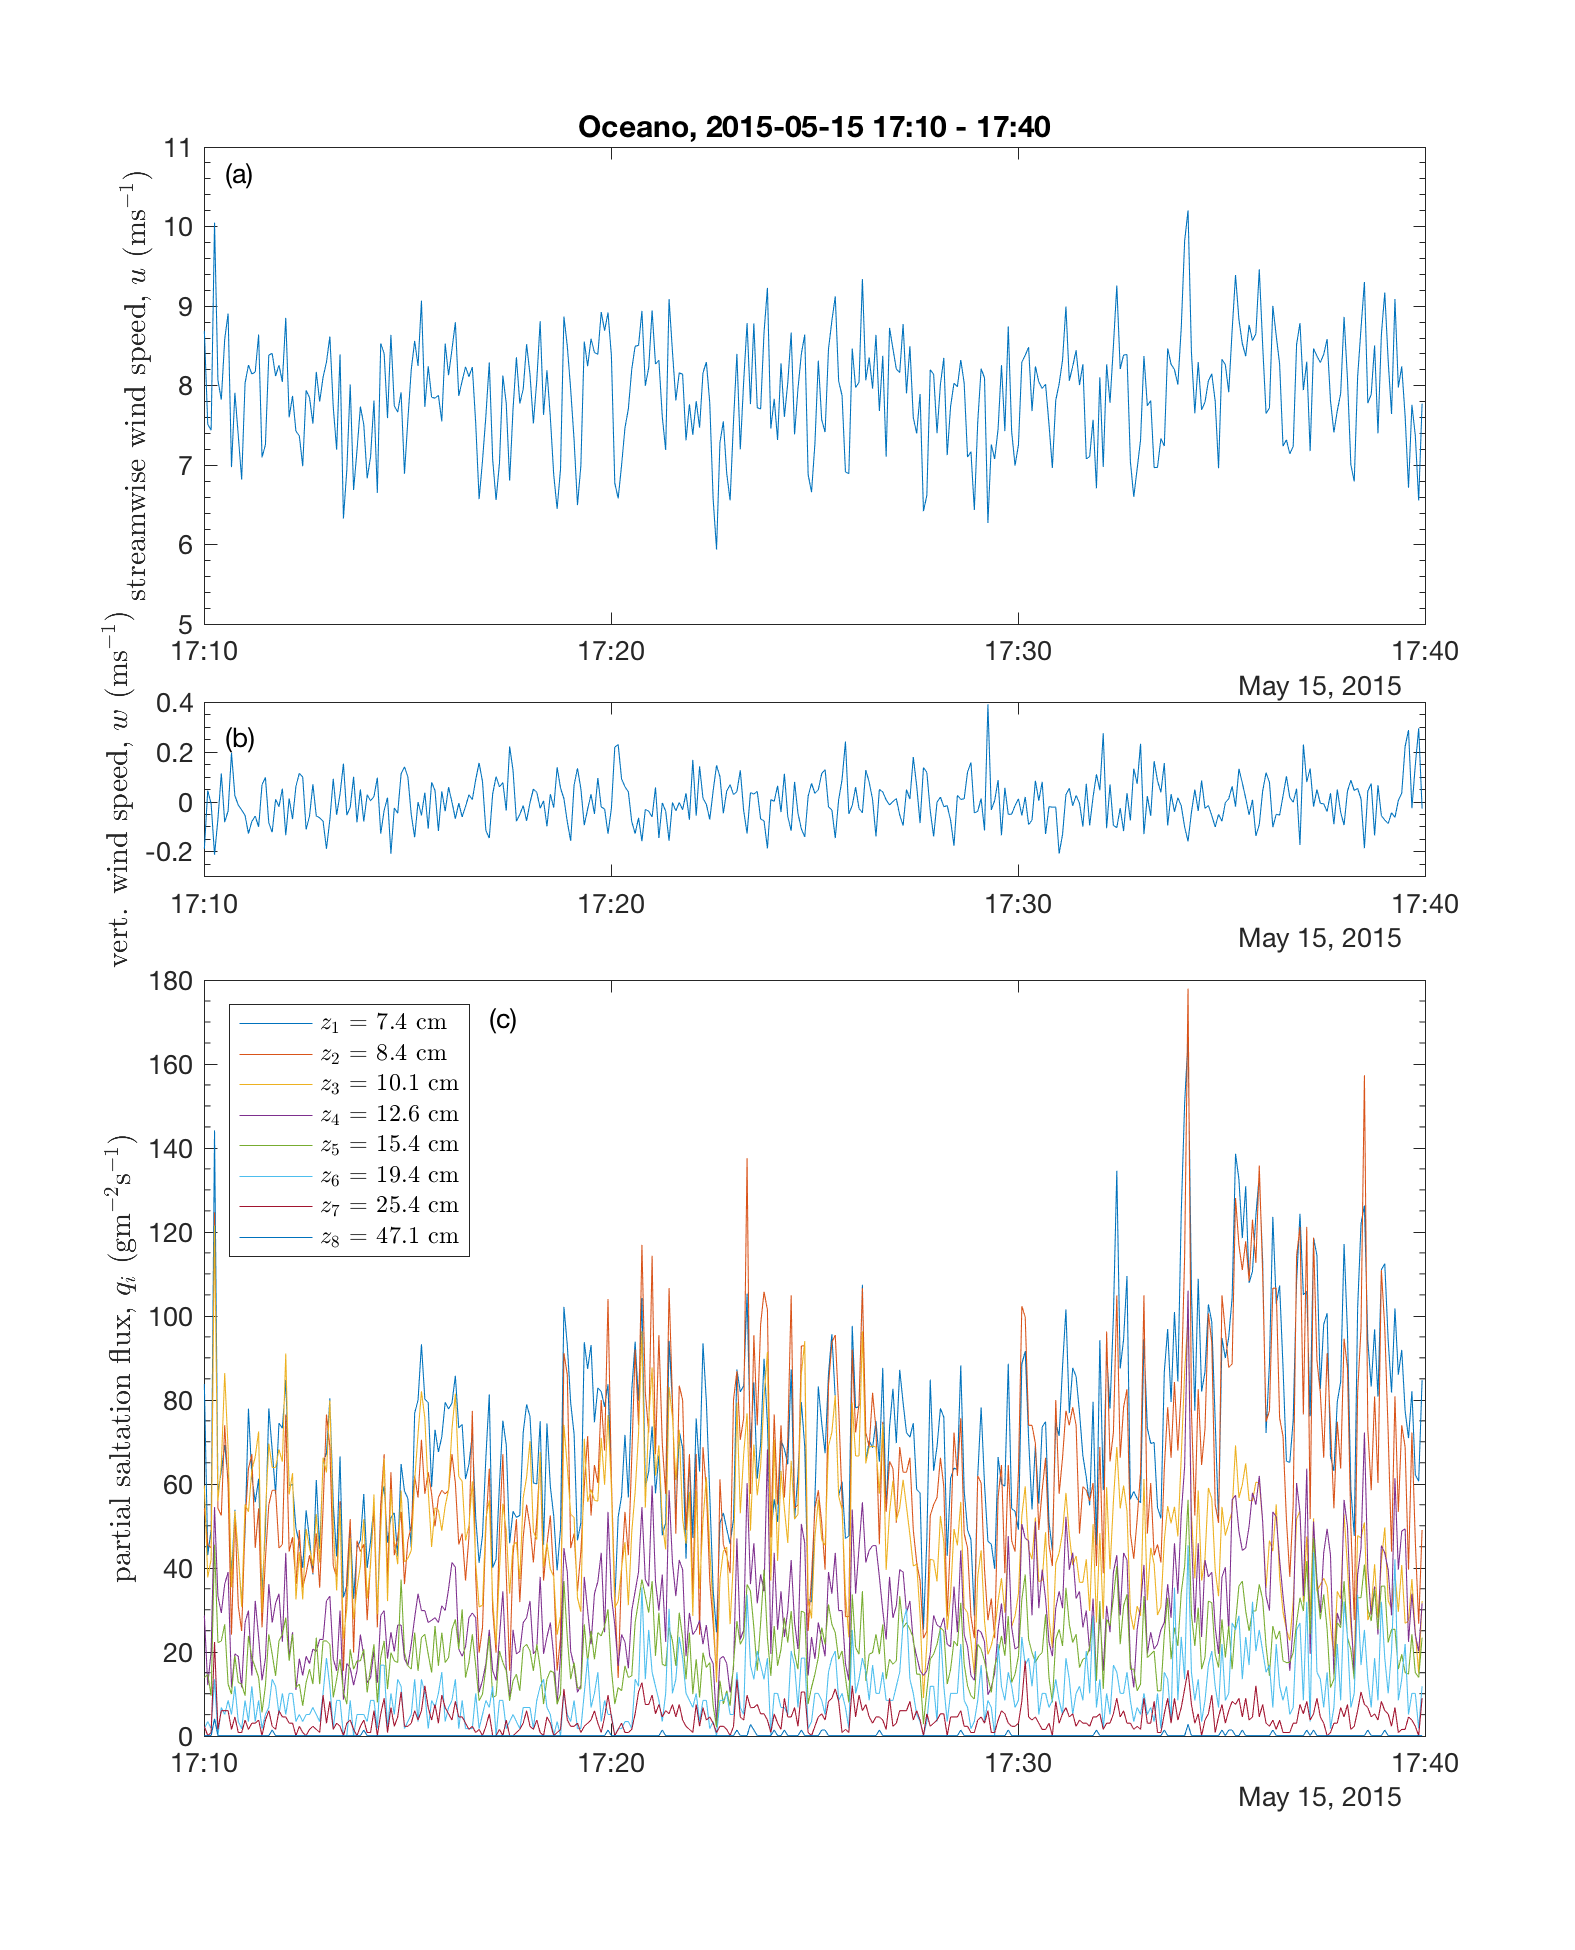 Oceano, 2015-05-15 17:10 - 17:40
(a)
streamwise wind speed, u (ms⁻¹)
11
10
9
8
7
6
5
17:10 17:20 17:30 17:40
May 15, 2015
(b)
vert. wind speed, w (ms⁻¹)
0.4
0.2
0
-0.2
17:10 17:20 17:30 17:40
May 15, 2015
(c)
partial saltation flux, qᵢ (gm⁻²s⁻¹)
180
160
140
120
100
80
60
40
20
0
z₁ = 7.4 cm
z₂ = 8.4 cm
z₃ = 10.1 cm
z₄ = 12.6 cm
z₅ = 15.4 cm
z₆ = 19.4 cm
z₇ = 25.4 cm
z₈ = 47.1 cm
17:10 17:20 17:30 17:40
May 15, 2015